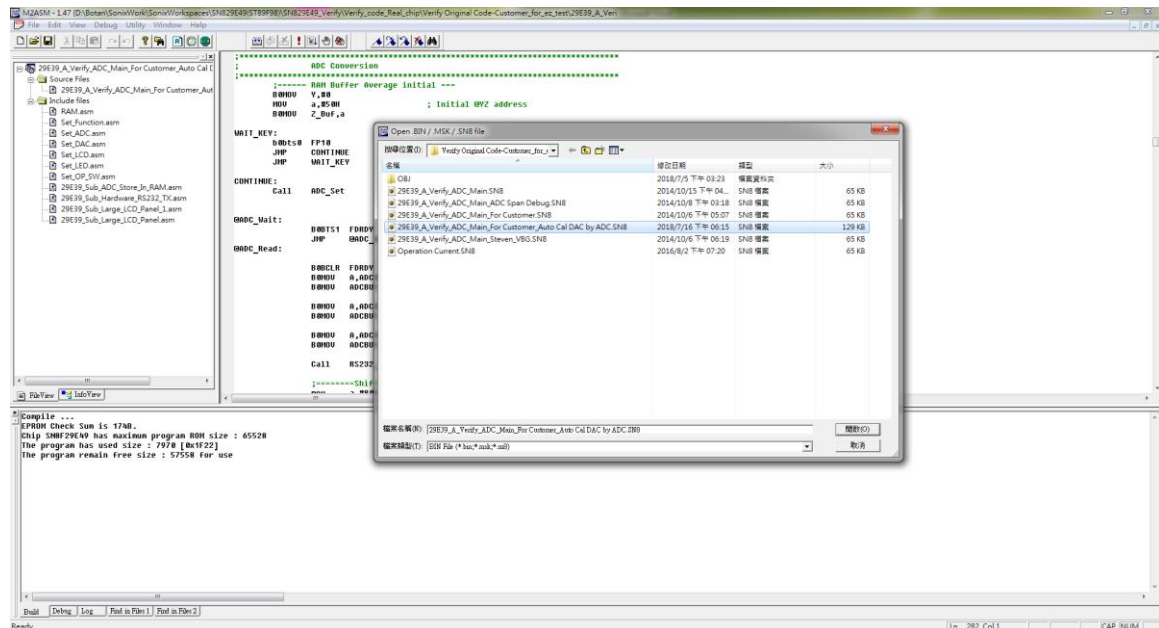 M2ASM - 1.47 (D:\Botan\SonixWork\SonixWorkspaces\SN829E49\ST89F98\SN829E49_Verify\Verify_code_Real_chip\Verify Original Code-Customer_for_ez_test\29E39_A_Veri
File Edit View Debug Utility Window Help
29E39_A_Verify_ADC_Main_For Customer_Auto Cal D
Source Files
29E39_A_Verify_ADC_Main_For Customer_Aut
Include files
RAM.asm
Set_Function.asm
Set_ADC.asm
Set_DAC.asm
Set_LCD.asm
Set_LED.asm
Set_OP_SW.asm
29E39_Sub_ADC_Store_In_RAM.asm
29E39_Sub_Hardware_RS232_TX.asm
29E39_Sub_Large_LCD_Panel_1.asm
29E39_Sub_Large_LCD_Panel.asm
FileView InfoView
ADC Conversion
;------ RAM Buffer Average initial ---
B0MOV Y,#0
MOV a,#50H ; Initial @YZ address
B0MOV Z_Buf,a
WAIT_KEY:
b0bts0 FP10
JMP CONTINUE
JMP WAIT_KEY
CONTINUE:
Call ADC_Set
@ADC_Wait:
B0BTS1 FDRDY
JMP @ADC_
@ADC_Read:
B0BCLR FDRDY
B0MOV A,ADC
B0MOV ADCBU
B0MOV A,ADC
B0MOV ADCBU
B0MOV A,ADC
B0MOV ADCBU
Call RS232
;========Shif
Open .BIN / .MSK / .SN8 file
搜尋位置(I): Verify Original Code-Customer_for_
名稱 修改日期 類型 大小
OBJ 2018/7/5 下午 03:23 檔案資料夾
29E39_A_Verify_ADC_Main.SN8 2014/10/15 下午 04... SN8 檔案 65 KB
29E39_A_Verify_ADC_Main_ADC Span Debug.SN8 2014/10/8 下午 03:18 SN8 檔案 65 KB
29E39_A_Verify_ADC_Main_For Customer.SN8 2014/10/6 下午 05:07 SN8 檔案 65 KB
29E39_A_Verify_ADC_Main_For Customer_Auto Cal DAC by ADC.SN8 2018/7/16 下午 06:15 SN8 檔案 129 KB
29E39_A_Verify_ADC_Main_Steven_VBG.SN8 2014/10/6 下午 06:19 SN8 檔案 65 KB
Operation Current.SN8 2016/8/2 下午 07:20 SN8 檔案 65 KB
檔案名稱(N): 29E39_A_Verify_ADC_Main_For Customer_Auto Cal DAC by ADC.SN8 開啟(O)
檔案類型(T): BIN File (*.bin;*.msk;*.sn8) 取消
Compile ...
EPROM Check Sum is 1740.
Chip SN8F29E49 has maximum program ROM size : 65528
The program has used size : 7970 [0x1F22]
The program remain free size : 57558 for use
Build Debug Log Find in Files 1 Find in Files 2
Ready Ln 282 Col 1 CAP NUM